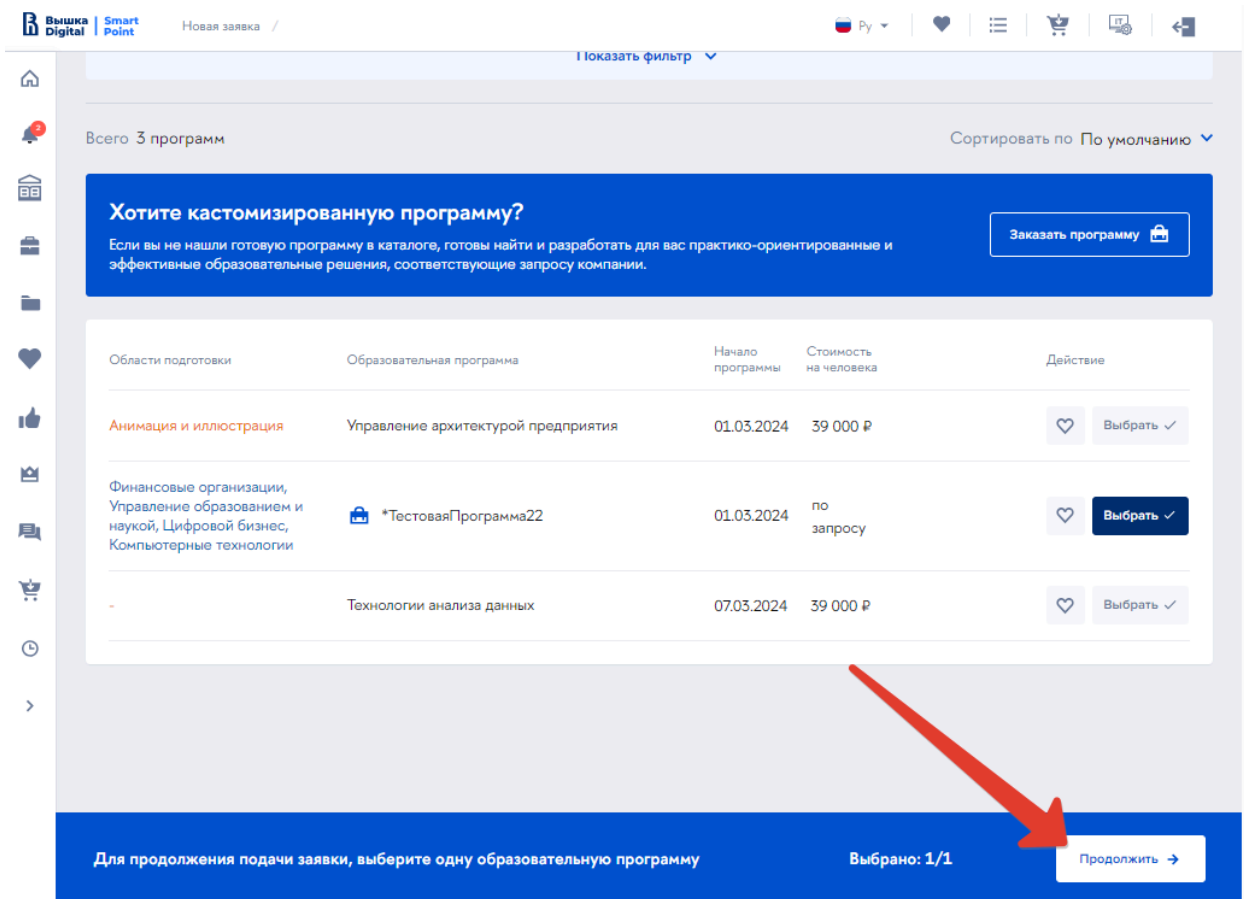 Вышка | Smart
Digital | Point
Новая заявка /
Ру
IT
Показать фильтр
2
Всего 3 программ
Сортировать по По умолчанию
Хотите кастомизированную программу?
Если вы не нашли готовую программу в каталоге, готовы найти и разработать для вас практико-ориентированные и
эффективные образовательные решения, соответствующие запросу компании.
Заказать программу
Области подготовки
Образовательная программа
Начало
программы
Стоимость
на человека
Действие
Анимация и иллюстрация
Управление архитектурой предприятия
01.03.2024
39 000 ₽
Выбрать
Финансовые организации,
Управление образованием и
наукой, Цифровой бизнес,
Компьютерные технологии
*ТестоваяПрограмма22
01.03.2024
по
запросу
Выбрать
-
Технологии анализа данных
07.03.2024
39 000 ₽
Выбрать
Для продолжения подачи заявки, выберите одну образовательную программу
Выбрано: 1/1
Продолжить →